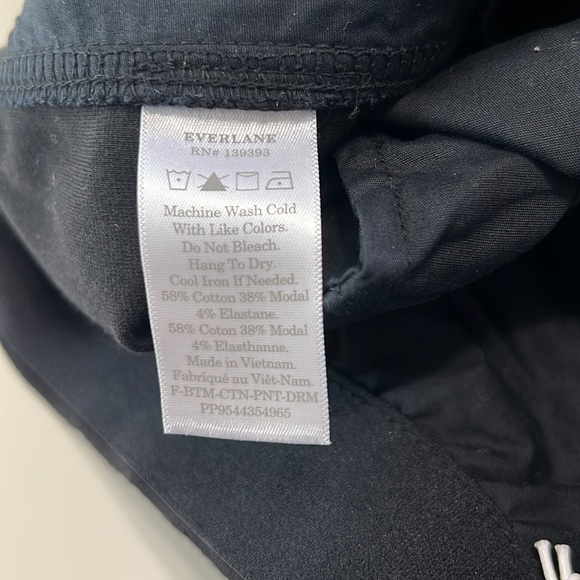 EVERLANE
RN# 139393
Machine Wash Cold
With Like Colors.
Do Not Bleach.
Hang To Dry.
Cool Iron If Needed.
58% Cotton 38% Modal
4% Elastane.
58% Coton 38% Modal
4% Elasthanne.
Made in Vietnam.
Fabriqué au Viêt-Nam.
F-BTM-CTN-PNT-DRM
PP9544354965